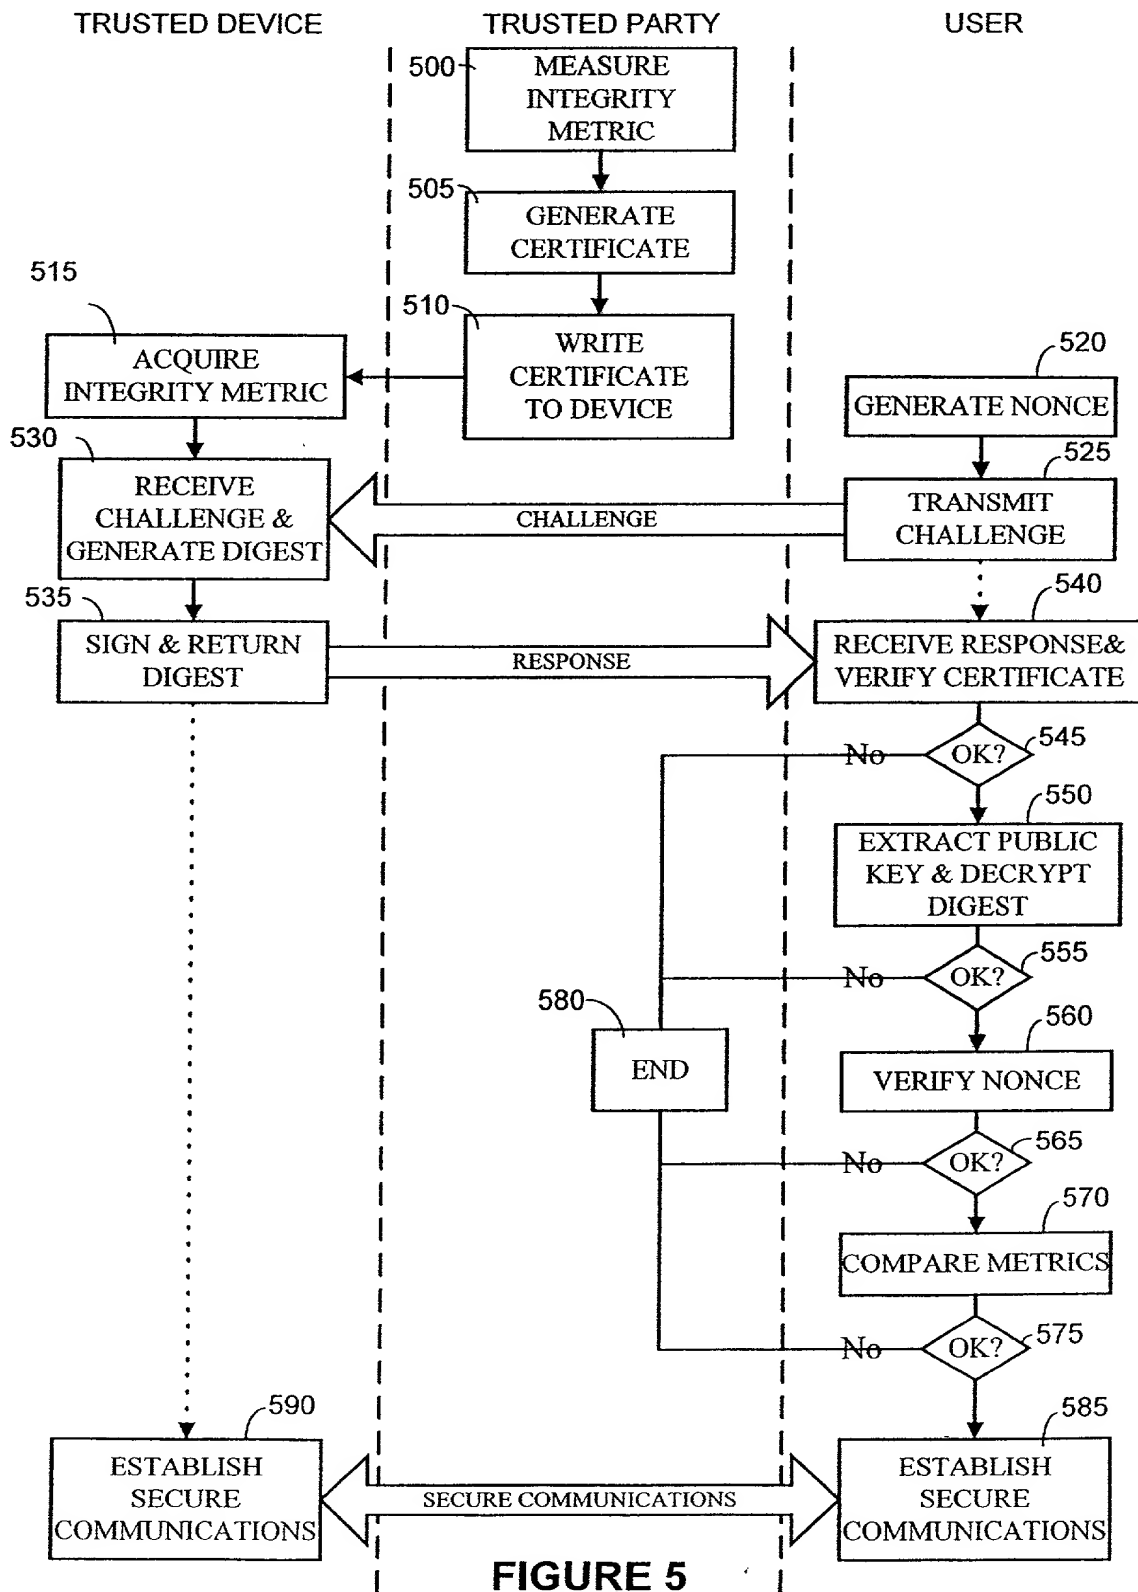 TRUSTED DEVICE
TRUSTED PARTY
USER
500
MEASURE
INTEGRITY
METRIC
505
GENERATE
CERTIFICATE
510
WRITE
CERTIFICATE
TO DEVICE
515
ACQUIRE
INTEGRITY METRIC
520
GENERATE NONCE
525
TRANSMIT
CHALLENGE
CHALLENGE
530
RECEIVE
CHALLENGE &
GENERATE DIGEST
535
SIGN & RETURN
DIGEST
RESPONSE
540
RECEIVE RESPONSE&
VERIFY CERTIFICATE
No
OK?
545
550
EXTRACT PUBLIC
KEY & DECRYPT
DIGEST
No
OK?
555
580
END
560
VERIFY NONCE
No
OK?
565
570
COMPARE METRICS
No
OK?
575
590
ESTABLISH
SECURE
COMMUNICATIONS
SECURE COMMUNICATIONS
585
ESTABLISH
SECURE
COMMUNICATIONS
FIGURE 5